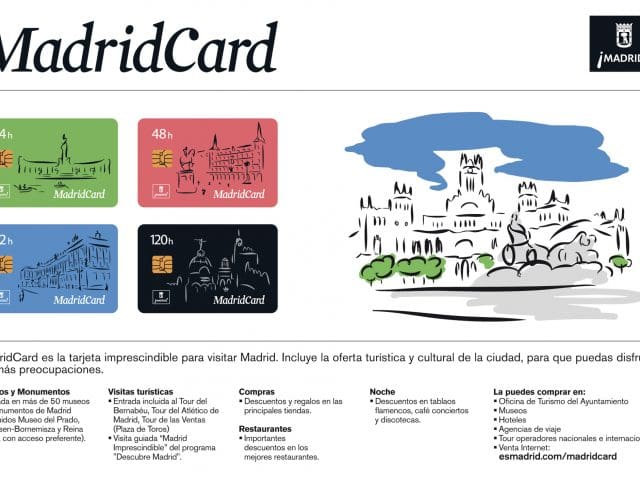 MadridCard
¡MADRID
4h
MadridCard
48h
MadridCard
2h
MadridCard
120h
MadridCard
ridCard es la tarjeta imprescindible para visitar Madrid. Incluye la oferta turística y cultural de la ciudad, para que puedas disfru
más preocupaciones.
os y Monumentos
ada en más de 50 museos
numentos de Madrid
uidos Museo del Prado,
sen-Bornemisza y Reina
con acceso preferente).
Visitas turísticas
• Entrada incluida al Tour del
Bernabéu, Tour del Atlético de
Madrid, Tour de las Ventas
(Plaza de Toros)
• Visita guiada “Madrid
Imprescindible” del programa
"Descubre Madrid".
Compras
• Descuentos y regalos en las
principales tiendas.
Restaurantes
• Importantes
descuentos en los
mejores restaurantes.
Noche
• Descuentos en tablaos
flamencos, café conciertos
y discotecas.
La puedes comprar en:
• Oficina de Turismo del Ayuntamiento
• Museos
• Hoteles
• Agencias de viaje
• Tour operadores nacionales e internacio
• Venta Internet:
esmadrid.com/madridcard